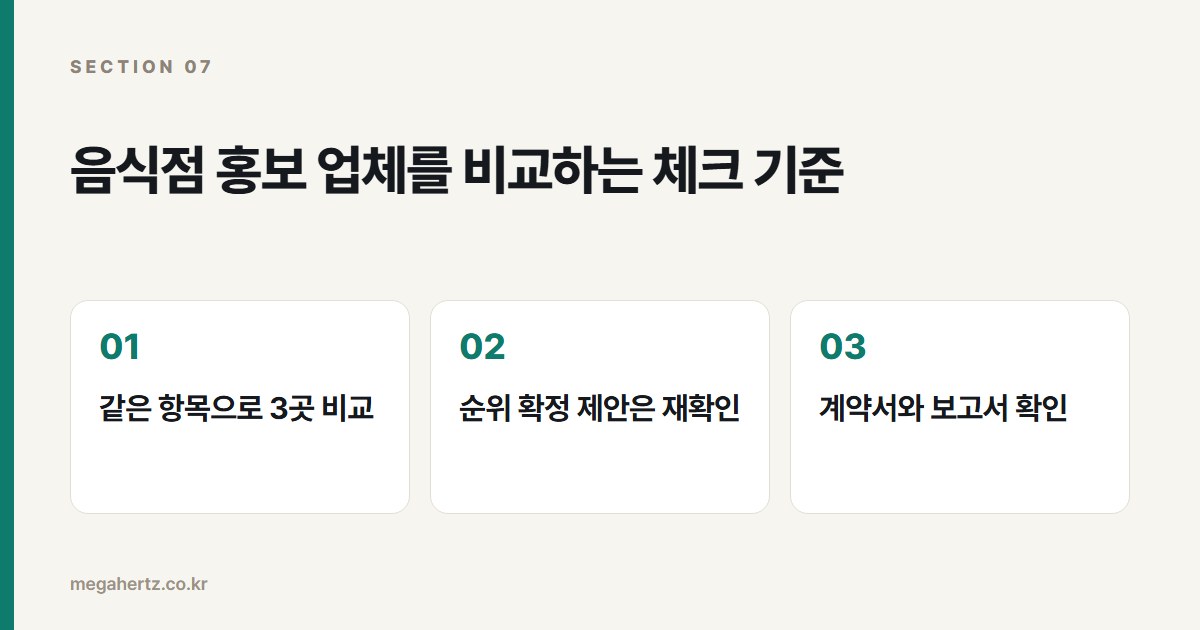 SECTION 07
음식점 홍보 업체를 비교하는 체크 기준
01
같은 항목으로 3곳 비교
02
순위 확정 제안은 재확인
03
계약서와 보고서 확인
megahertz.co.kr